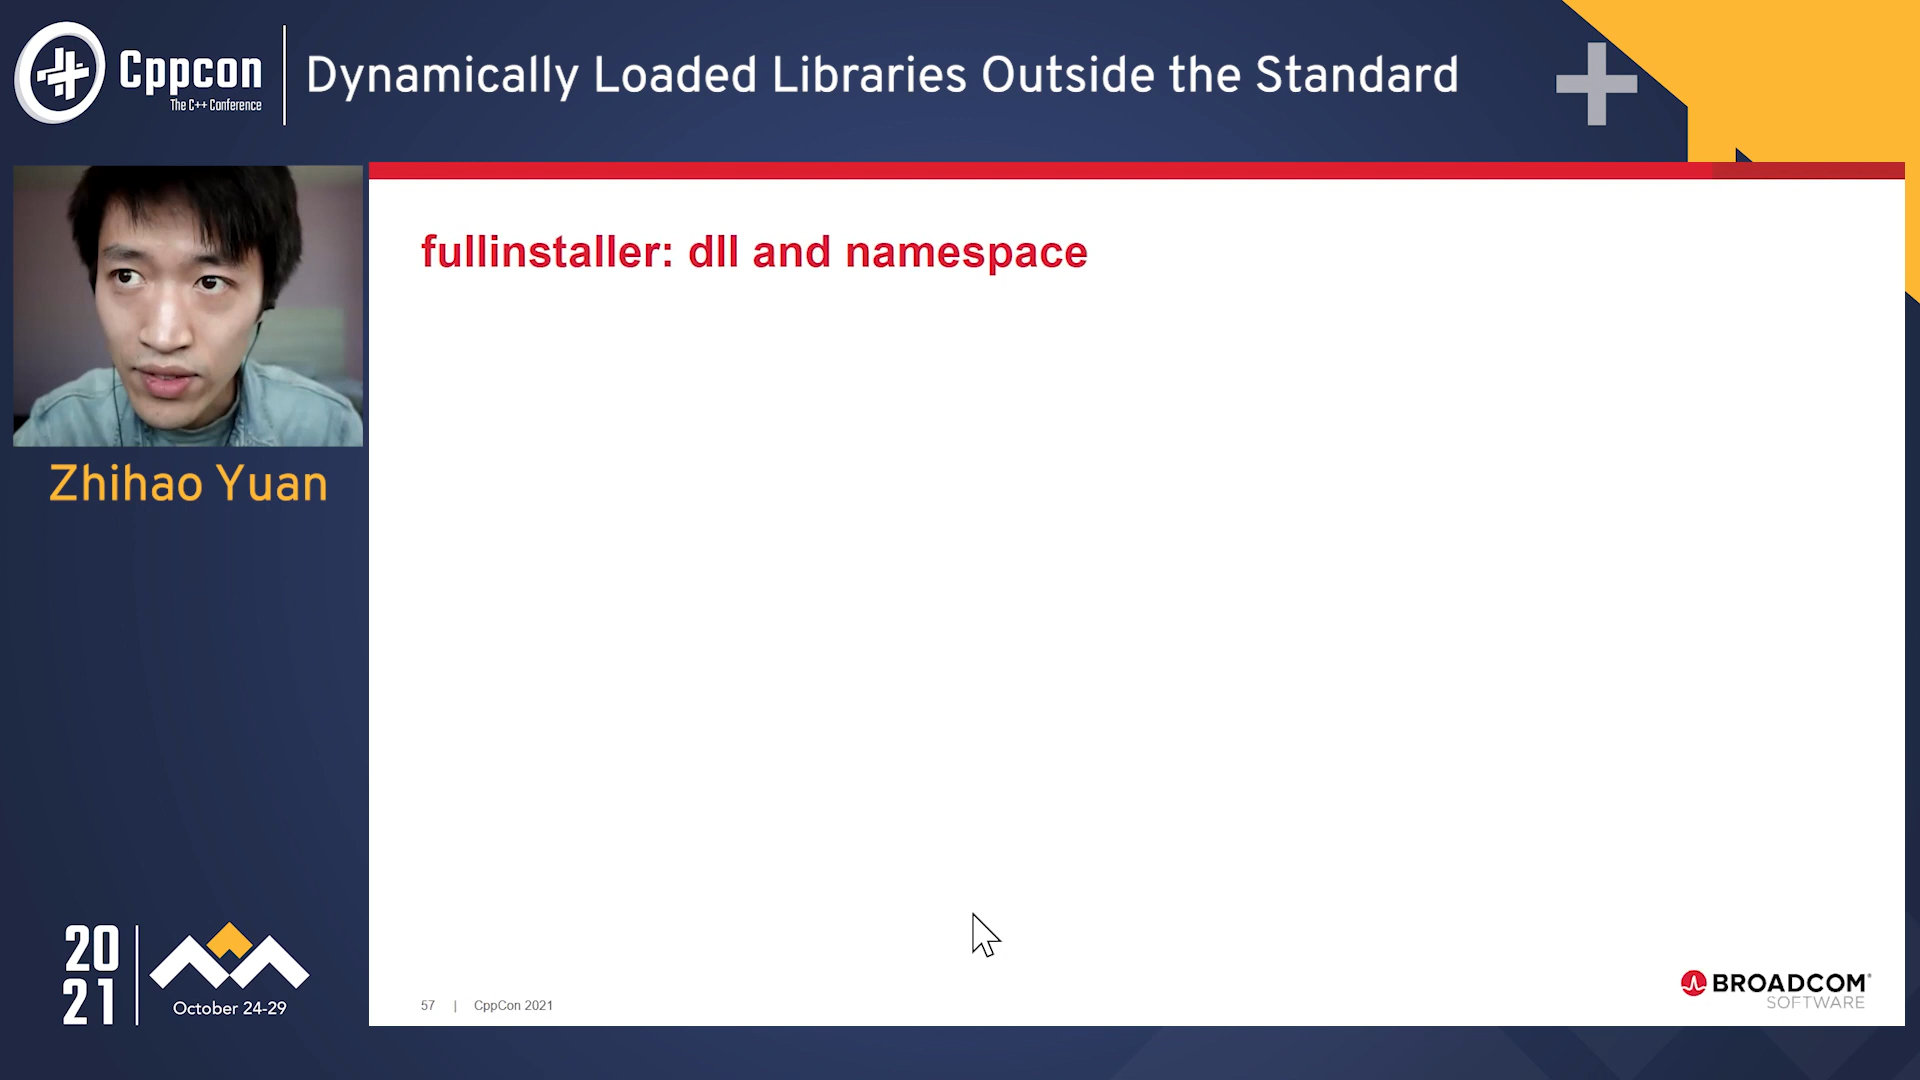 Cppcon
The C++ Conference
Dynamically Loaded Libraries Outside the Standard
fullinstaller: dll and namespace
Zhihao Yuan
20
21
October 24-29
57 | CppCon 2021
BROADCOM®
SOFTWARE